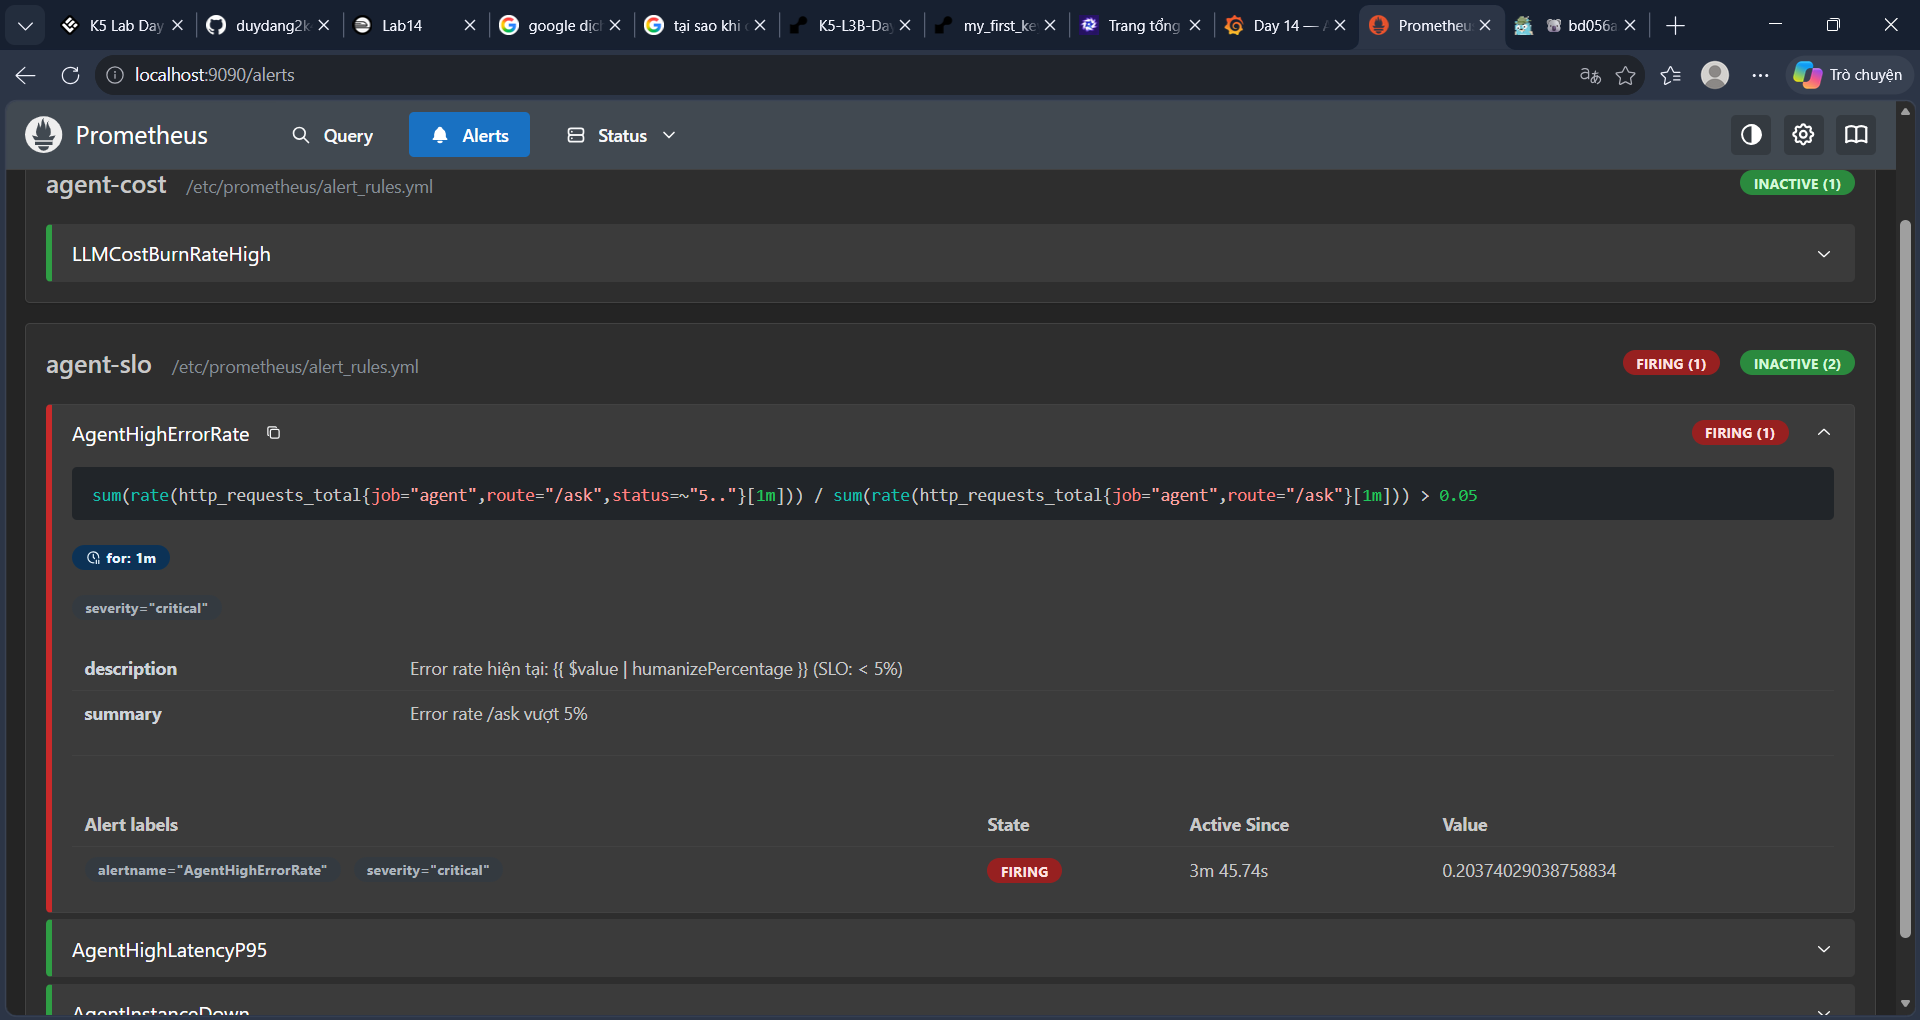 K5 Lab Day
duydang2k
Lab14
google dịc
tại sao khi c
K5-L3B-Da
my_first_ke
Trang tổng
Day 14 — A
Prometheu
bd056a
localhost:9090/alerts
Trò chuyện
Prometheus
Query
Alerts
Status
agent-cost /etc/prometheus/alert_rules.yml
INACTIVE (1)
LLMCostBurnRateHigh
agent-slo /etc/prometheus/alert_rules.yml
FIRING (1) INACTIVE (2)
AgentHighErrorRate
FIRING (1)
sum(rate(http_requests_total{job="agent",route="/ask",status=~"5.."}[1m])) / sum(rate(http_requests_total{job="agent",route="/ask"}[1m])) > 0.05
for: 1m
severity="critical"
description Error rate hiện tại: {{ $value | humanizePercentage }} (SLO: < 5%)
summary Error rate /ask vượt 5%
Alert labels State Active Since Value
alertname="AgentHighErrorRate" severity="critical" FIRING 3m 45.74s 0.20374029038758834
AgentHighLatencyP95
AgentInstanceDown